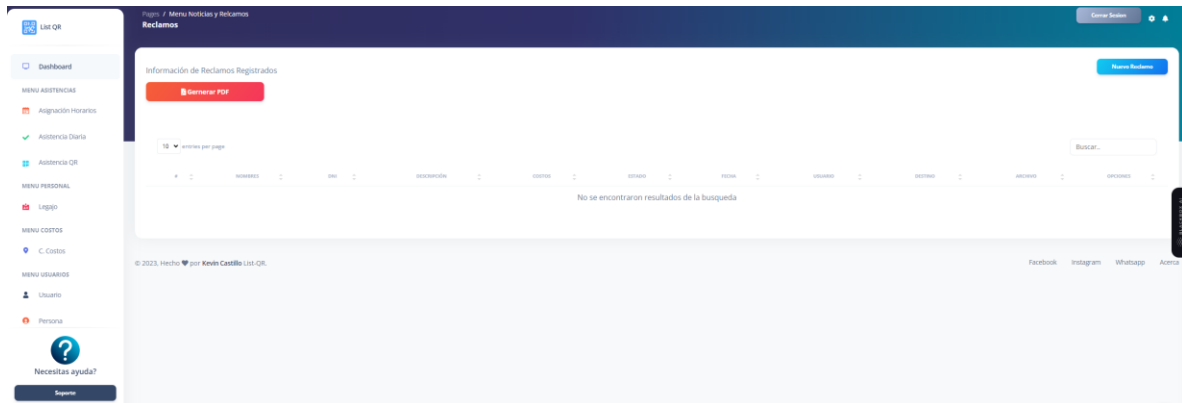 List QR
Dashboard
MENU ASISTENCIAS
Asignación Horarios
Asistencia Diaria
Asistencia QR
MENU PERSONAL
Legajo
MENU COSTOS
C. Costos
MENU USUARIOS
Usuario
Persona
Necesitas ayuda?
Soporte
Pages / Menu Noticias y Relcamos
Reclamos
Cerrar Sesion
Información de Reclamos Registrados
Nuevo Reclamo
Gernerar PDF
10 entries per page
Buscar...
# NOMBRES DNI DESCRIPCIÓN COSTOS ESTADO FECHA USUARIO DESTINO ARCHIVO OPCIONES
No se encontraron resultados de la busqueda
© 2023, Hecho por Kevin Castillo List-QR.
Facebook Instagram Whatsapp Acerca